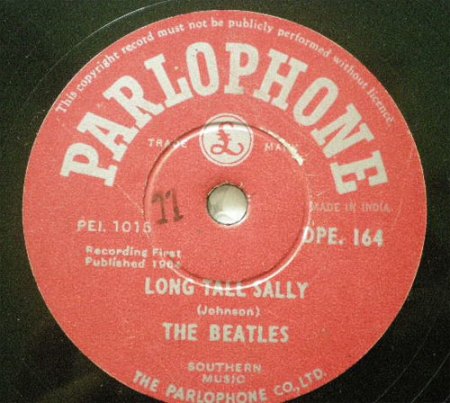 This copyright record must not be publicly performed without licence.
PARLOPHONE
TRADE MARK
£
MADE IN INDIA.
PEI. 1015
11
DPE. 164
Recording First
Published
LONG TALL SALLY
(Johnson)
THE BEATLES
SOUTHERN
MUSIC
THE PARLOPHONE CO., LTD.